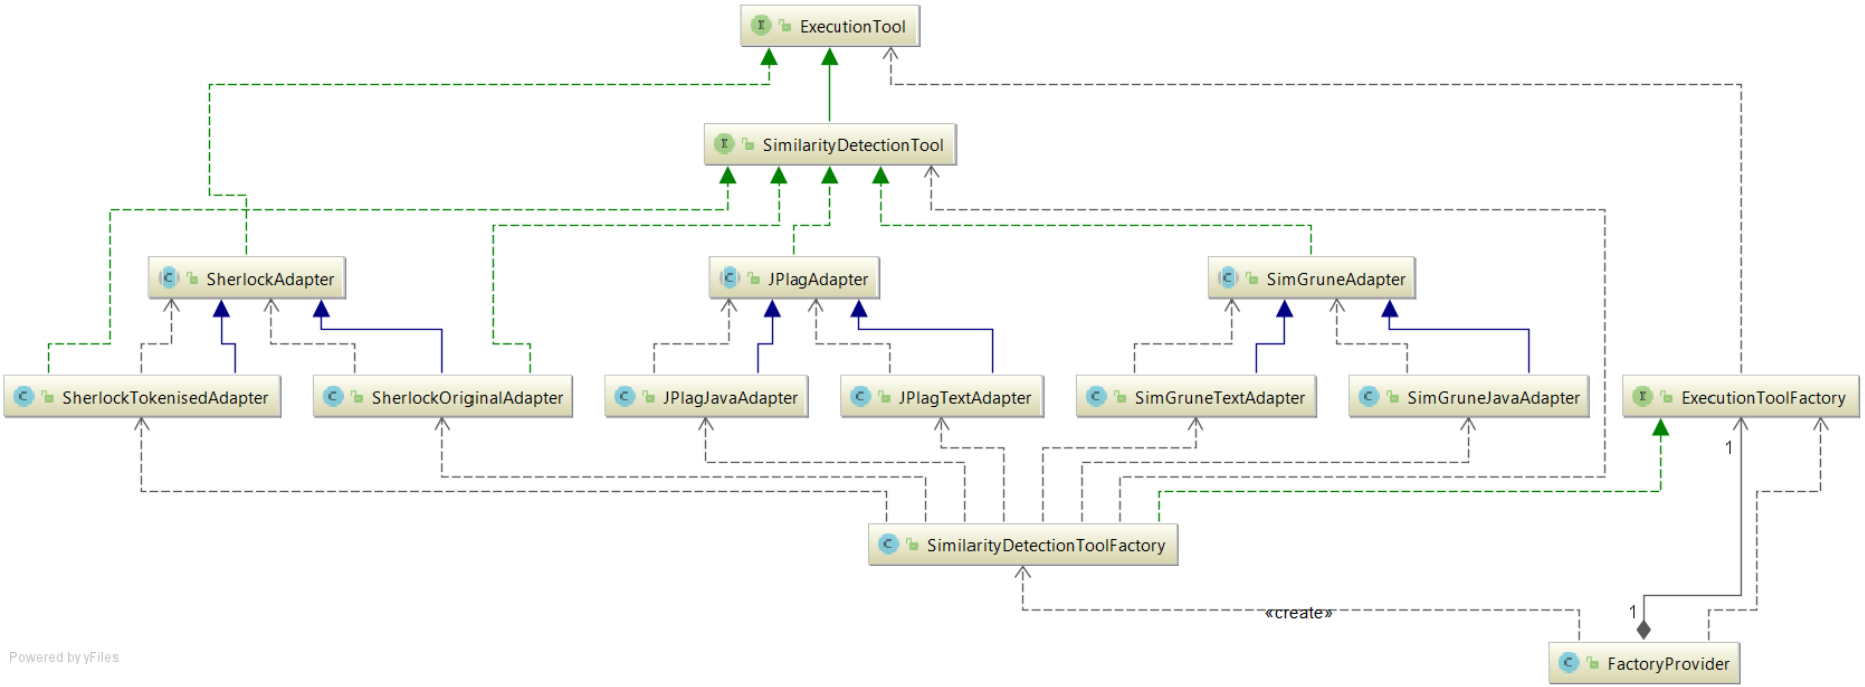 ExecutionTool
SimilarityDetectionTool
SherlockAdapter
JPlagAdapter
SimGruneAdapter
SherlockTokenisedAdapter
SherlockOriginalAdapter
JPlagJavaAdapter
JPlagTextAdapter
SimGruneTextAdapter
SimGruneJavaAdapter
ExecutionToolFactory
1
SimilarityDetectionToolFactory
«create»
1
Powered by yFiles
FactoryProvider